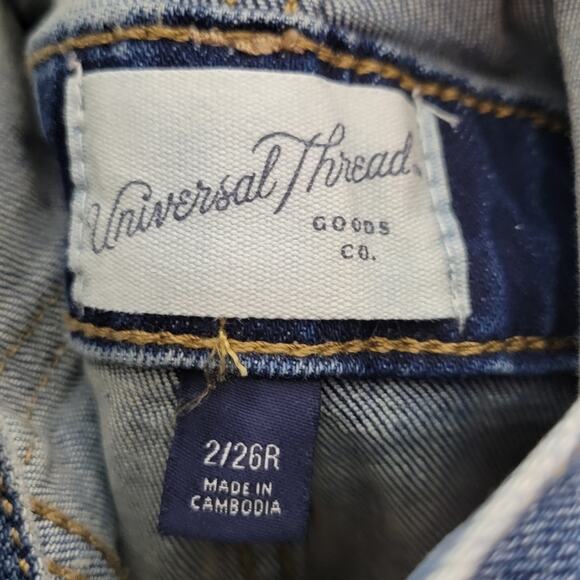 Universal Thread
GOODS
CO.
2/26R
MADE IN
CAMBODIA